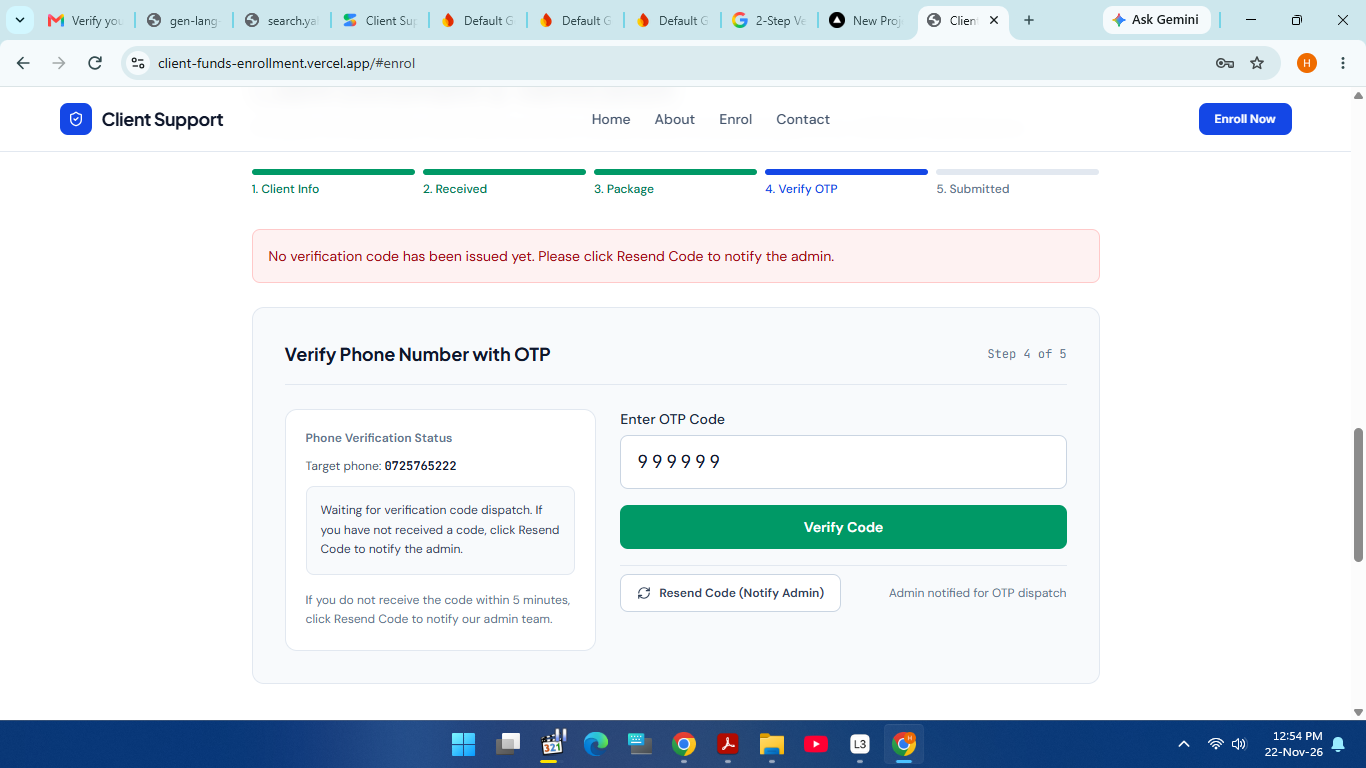 Verify you
gen-lang-
search.yal
Client Sup
Default G
Default G
Default G
2-Step Ve
New Proj
Client
Ask Gemini
client-funds-enrollment.vercel.app/#enrol
H
Client Support
Home
About
Enrol
Contact
Enroll Now
1. Client Info
2. Received
3. Package
4. Verify OTP
5. Submitted
No verification code has been issued yet. Please click Resend Code to notify the admin.
Verify Phone Number with OTP
Step 4 of 5
Phone Verification Status
Target phone: 0725765222
Waiting for verification code dispatch. If
you have not received a code, click Resend
Code to notify the admin.
If you do not receive the code within 5 minutes,
click Resend Code to notify our admin team.
Enter OTP Code
999999
Verify Code
Resend Code (Notify Admin)
Admin notified for OTP dispatch
321
L3
H
12:54 PM
22-Nov-26